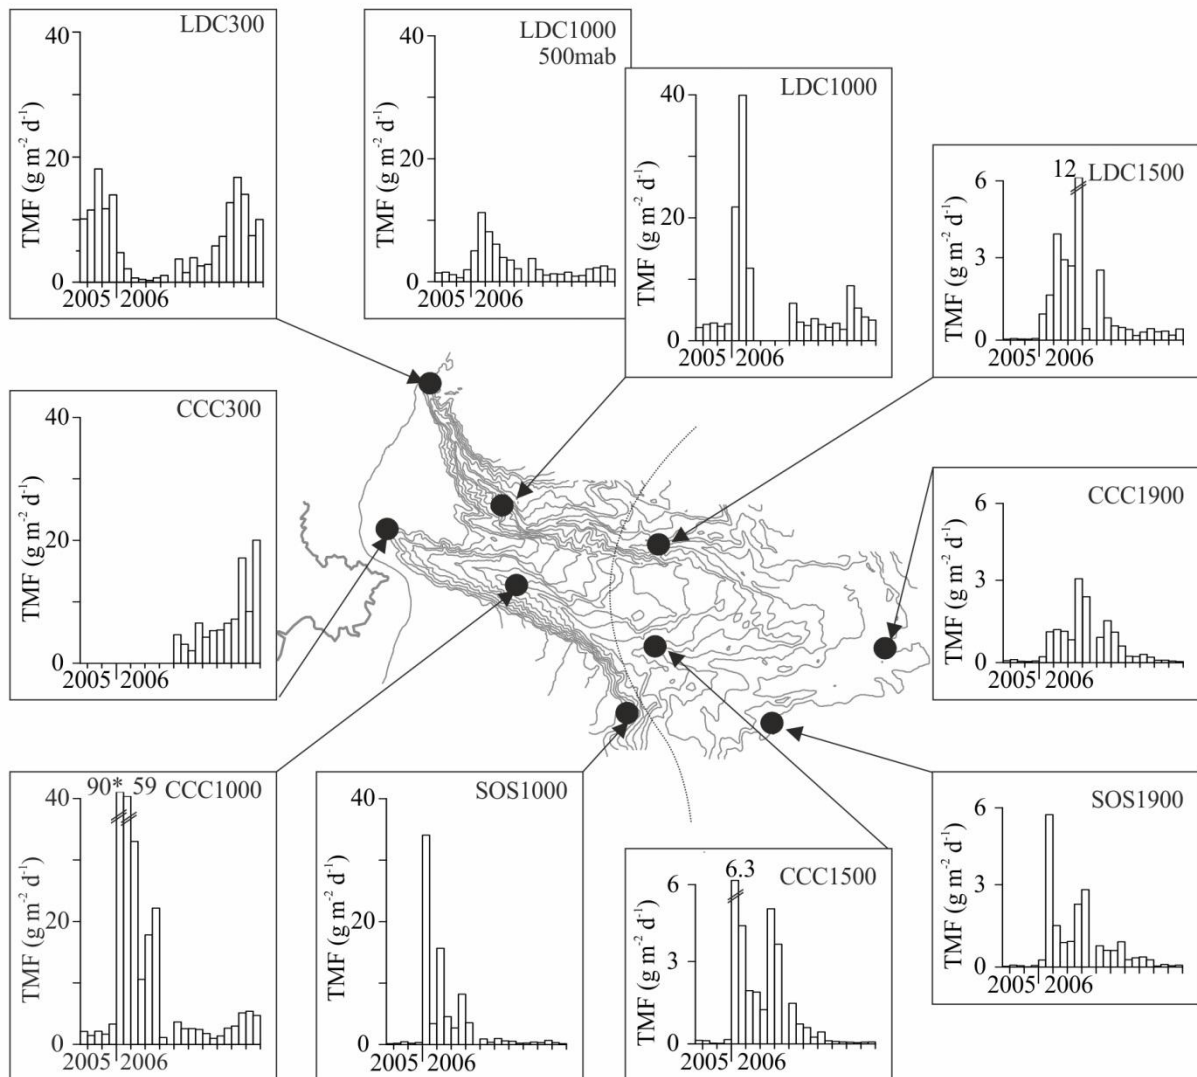 LDC300
TMF (g m⁻² d⁻¹)
40
20
0
2005 2006
LDC1000
500mab
TMF (g m⁻² d⁻¹)
40
20
0
2005 2006
LDC1000
TMF (g m⁻² d⁻¹)
40
20
0
2005 2006
12
LDC1500
TMF (g m⁻² d⁻¹)
6
3
0
2005 2006
CCC300
TMF (g m⁻² d⁻¹)
40
20
0
2005 2006
CCC1900
TMF (g m⁻² d⁻¹)
6
3
0
2005 2006
90* 59
CCC1000
TMF (g m⁻² d⁻¹)
40
20
0
2005 2006
SOS1000
TMF (g m⁻² d⁻¹)
40
20
0
2005 2006
6.3
CCC1500
TMF (g m⁻² d⁻¹)
6
3
0
2005 2006
SOS1900
TMF (g m⁻² d⁻¹)
6
3
0
2005 2006